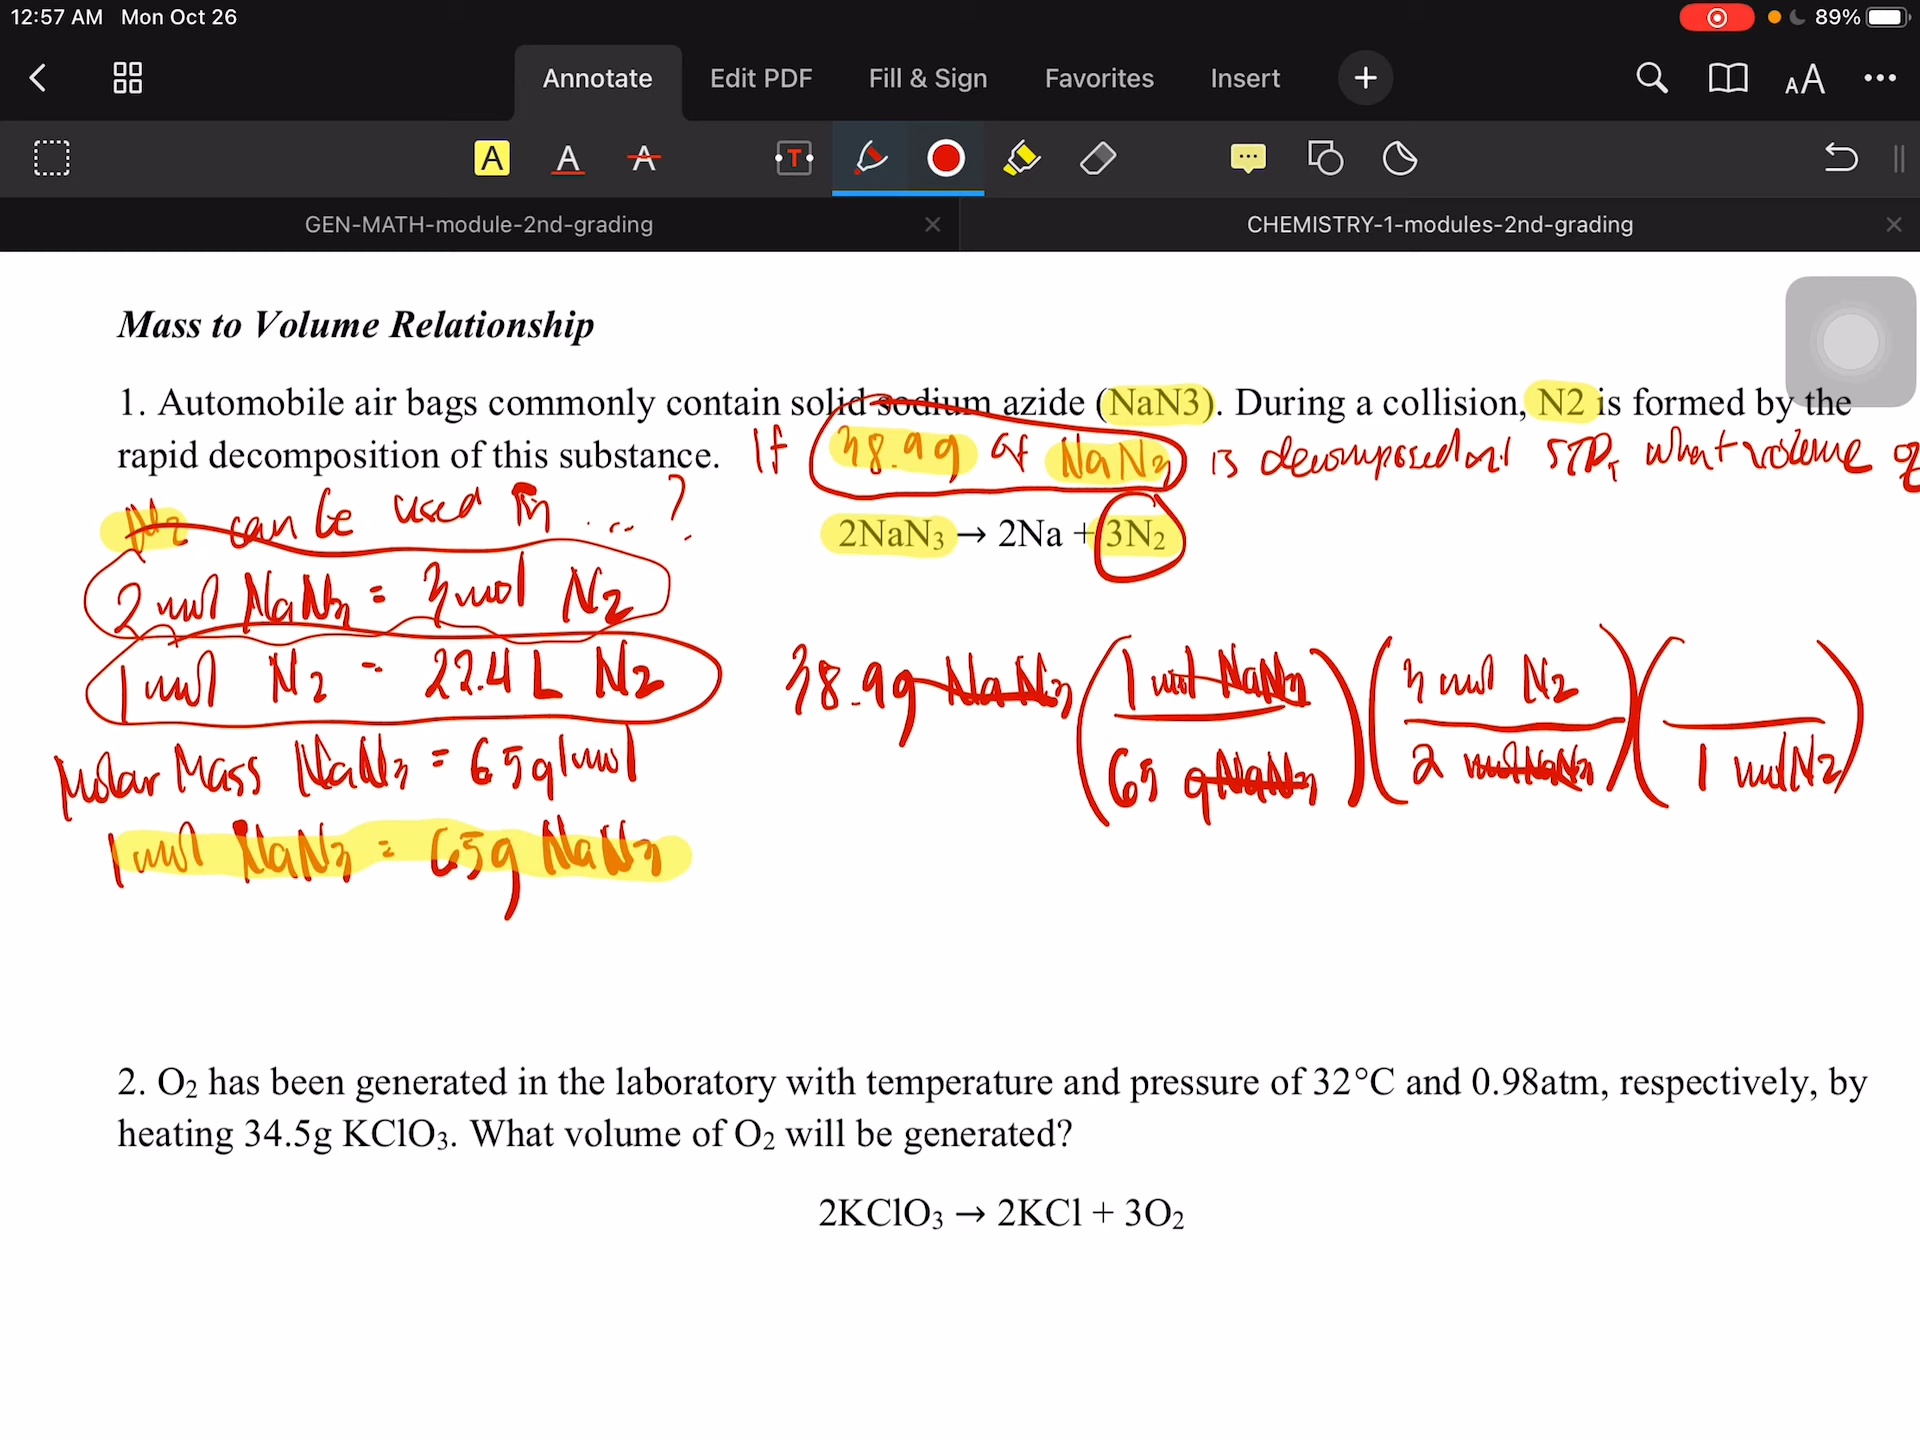 12:57 AM Mon Oct 26 89%
Annotate Edit PDF Fill & Sign Favorites Insert
GEN-MATH-module-2nd-grading CHEMISTRY-1-modules-2nd-grading
Mass to Volume Relationship
1. Automobile air bags commonly contain solid sodium azide (NaN3). During a collision, N2 is formed by the
rapid decomposition of this substance. If 38.9g of NaN3 is decomposed at STP, what volume of
N2 can be used in ... ?
2NaN3 → 2Na + 3N2
2 mol NaN3 = 3 mol N2
1 mol N2 = 22.4 L N2
Molar Mass NaN3 = 65g/mol
1 mol NaN3 = 65g NaN3
38.9g NaN3 (1 mol NaN3 / 65 g NaN3) (3 mol N2 / 2 mol NaN3) ( / 1 mol N2)
2. O2 has been generated in the laboratory with temperature and pressure of 32°C and 0.98atm, respectively, by
heating 34.5g KClO3. What volume of O2 will be generated?
2KClO3 → 2KCl + 3O2